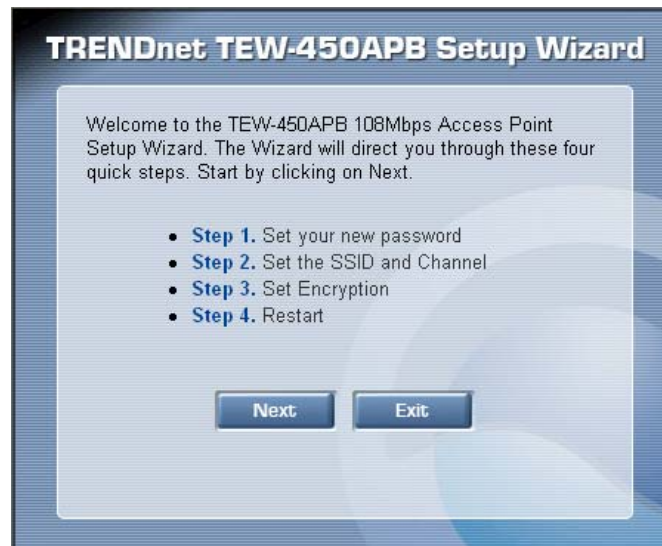 TRENDnet TEW-450APB Setup Wizard
Welcome to the TEW-450APB 108Mbps Access Point
Setup Wizard. The Wizard will direct you through these four
quick steps. Start by clicking on Next.
• Step 1. Set your new password
• Step 2. Set the SSID and Channel
• Step 3. Set Encryption
• Step 4. Restart
Next
Exit